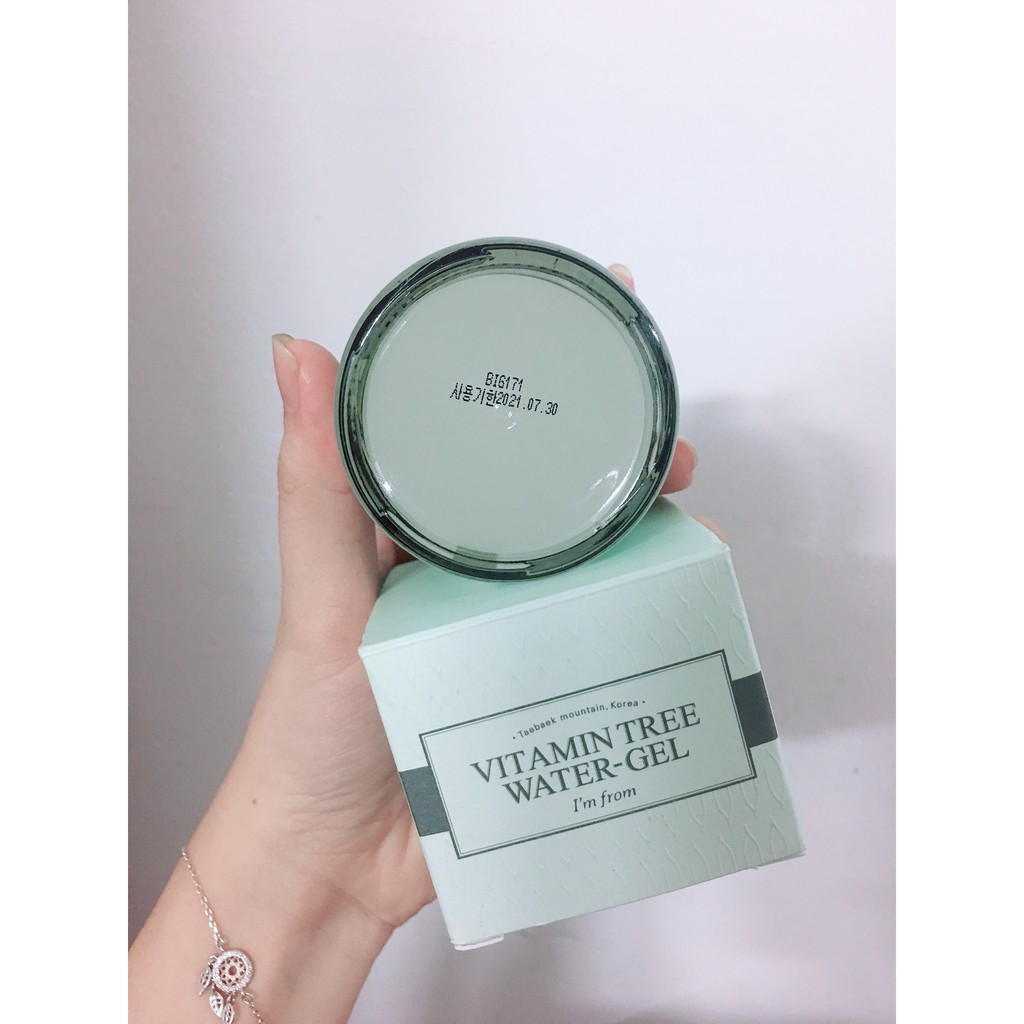 BIG171
사용기한2021.07.30
• Taebaek mountain, Korea •
VITAMIN TREE
WATER-GEL
I'm from